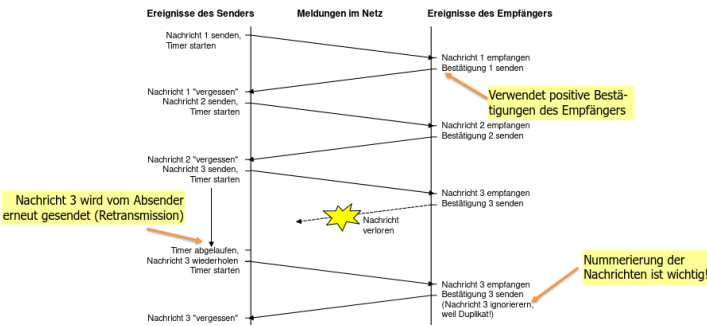 Ereignisse des Senders Meldungen im Netz Ereignisse des Empfängers
Nachricht 1 senden,
Timer starten
Nachricht 1 empfangen
Bestätigung 1 senden
Verwendet positive Bestä-
tigungen des Empfängers
Nachricht 1 "vergessen"
Nachricht 2 senden,
Timer starten
Nachricht 2 empfangen
Bestätigung 2 senden
Nachricht 2 "vergessen"
Nachricht 3 senden,
Timer starten
Nachricht 3 wird vom Absender
erneut gesendet (Retransmission)
Nachricht 3 empfangen
Bestätigung 3 senden
Nachricht
verloren
Timer abgelaufen,
Nachricht 3 wiederholen
Timer starten
Nummerierung der
Nachrichten ist wichtig!
Nachricht 3 empfangen
Bestätigung 3 senden
(Nachricht 3 ignorierern,
weil Duplikat!)
Nachricht 3 "vergessen"